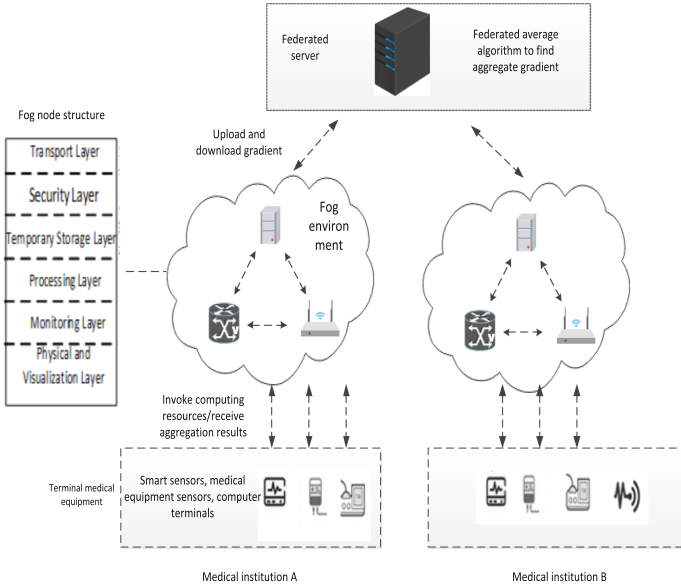 Federated
server
Federated average
algorithm to find
aggregate gradient
Fog node structure
Transport Layer
Security Layer
Temporary Storage Layer
Processing Layer
Monitoring Layer
Physical and
Visualization Layer
Upload and
download gradient
Fog
environ
ment
Invoke computing
resources/receive
aggregation results
Terminal medical
equipment
Smart sensors, medical
equipment sensors, computer
terminals
Medical institution A
Medical institution B